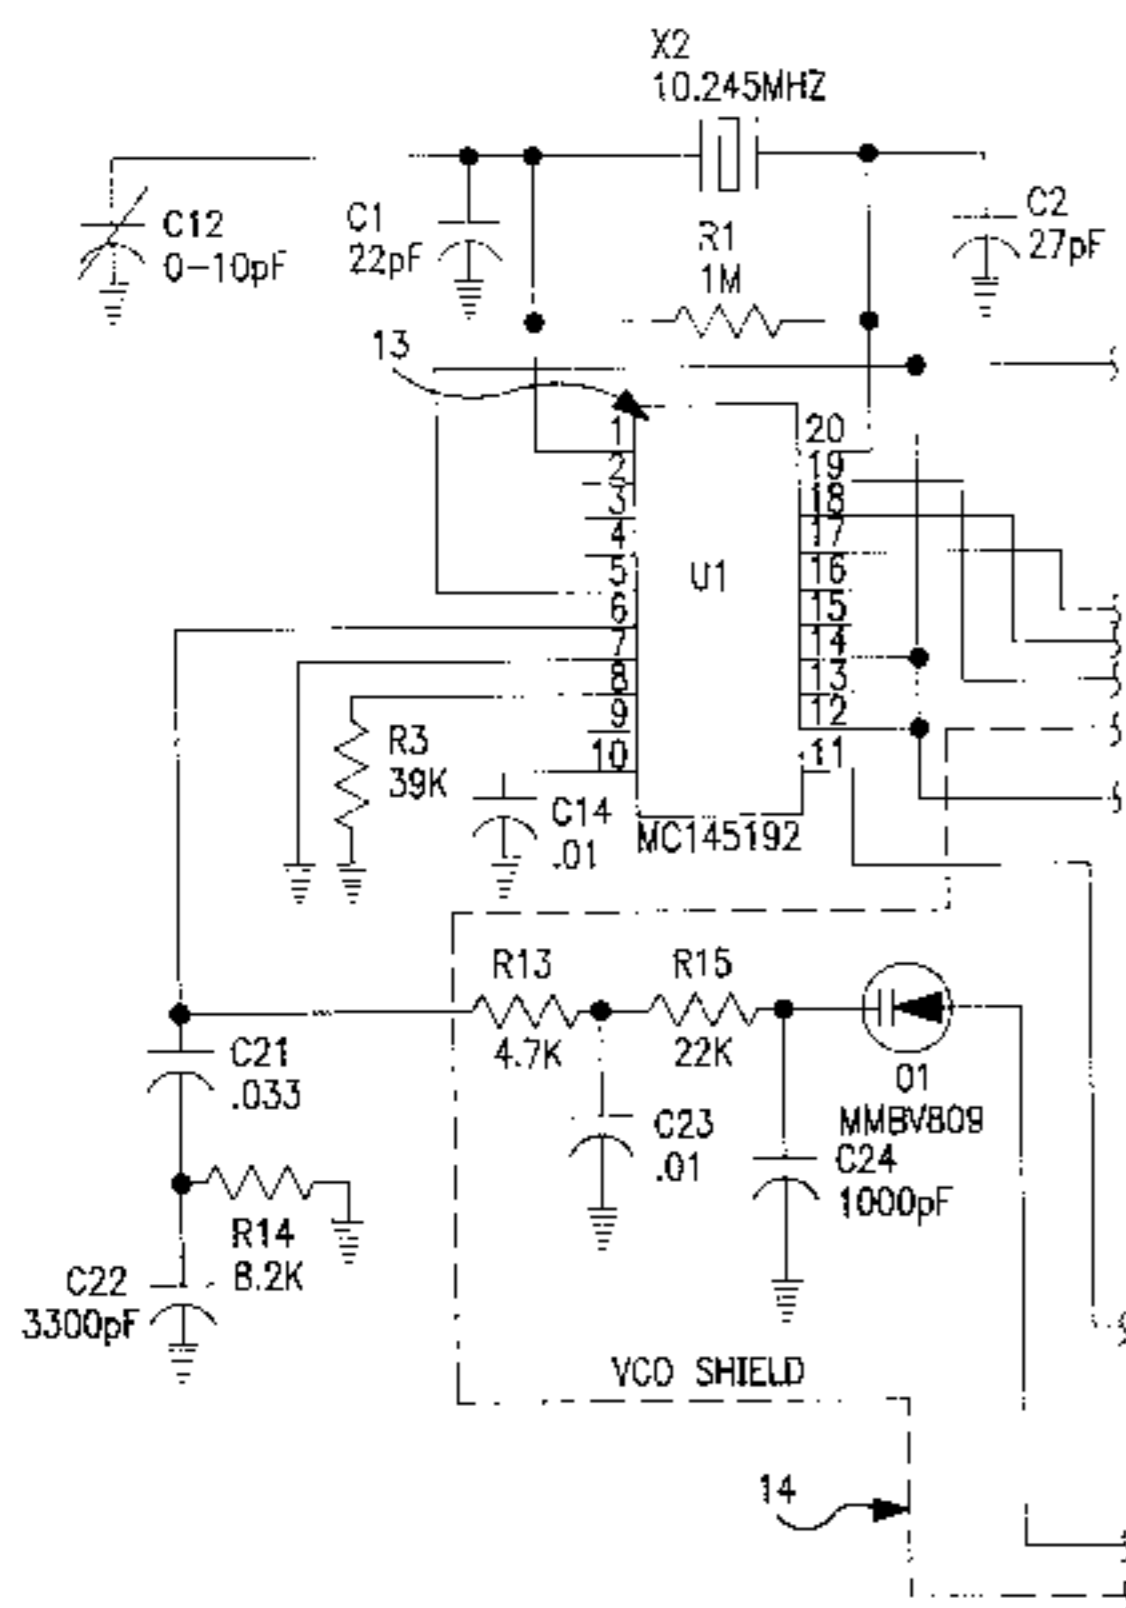 X2
10.245MHZ
C12
0-10pF
C1
22pF
R1
1M
C2
27pF
13
1
2
3
4
5
6
7
8
9
10
U1
20
19
18
17
16
15
14
13
12
11
MC145192
R3
39K
C14
.01
R13
4.7K
R15
22K
01
MMBV809
C21
.033
C23
.01
C24
1000pF
R14
8.2K
C22
3300pF
VCO SHIELD
14